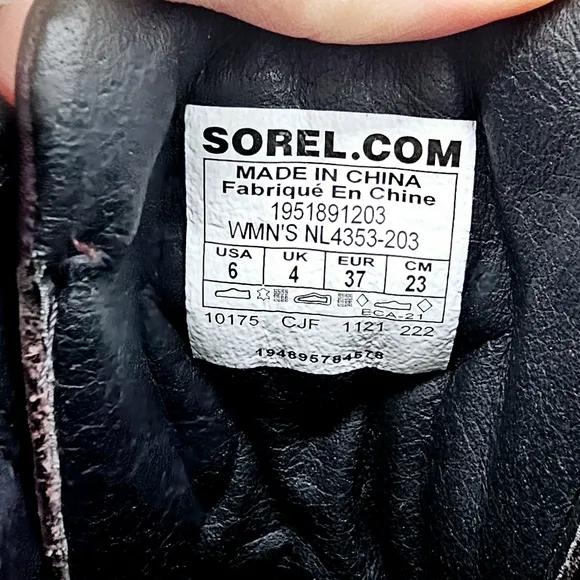 SOREL.COM
MADE IN CHINA
Fabriqué En Chine
1951891203
WMN'S NL4353-203
USA UK EUR CM
6 4 37 23
ECA-21
10175 CJF 1121 222
194895784578